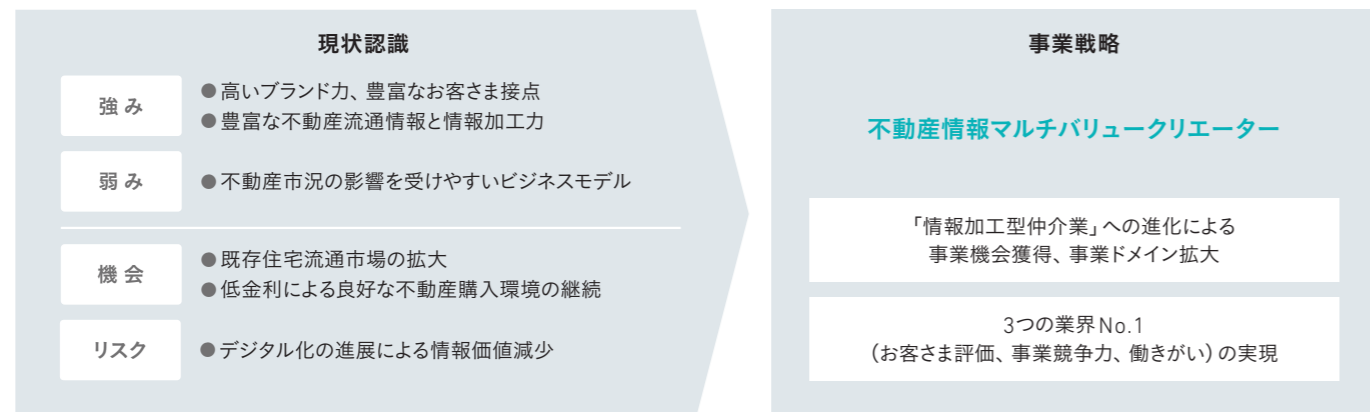 現状認識
強み
●高いブランド力、豊富なお客さま接点
●豊富な不動産流通情報と情報加工力
弱み
●不動産市況の影響を受けやすいビジネスモデル
機会
●既存住宅流通市場の拡大
●低金利による良好な不動産購入環境の継続
リスク
●デジタル化の進展による情報価値減少
事業戦略
不動産情報マルチバリュークリエーター
「情報加工型仲介業」への進化による
事業機会獲得、事業ドメイン拡大
3つの業界No.1
（お客さま評価、事業競争力、働きがい）の実現